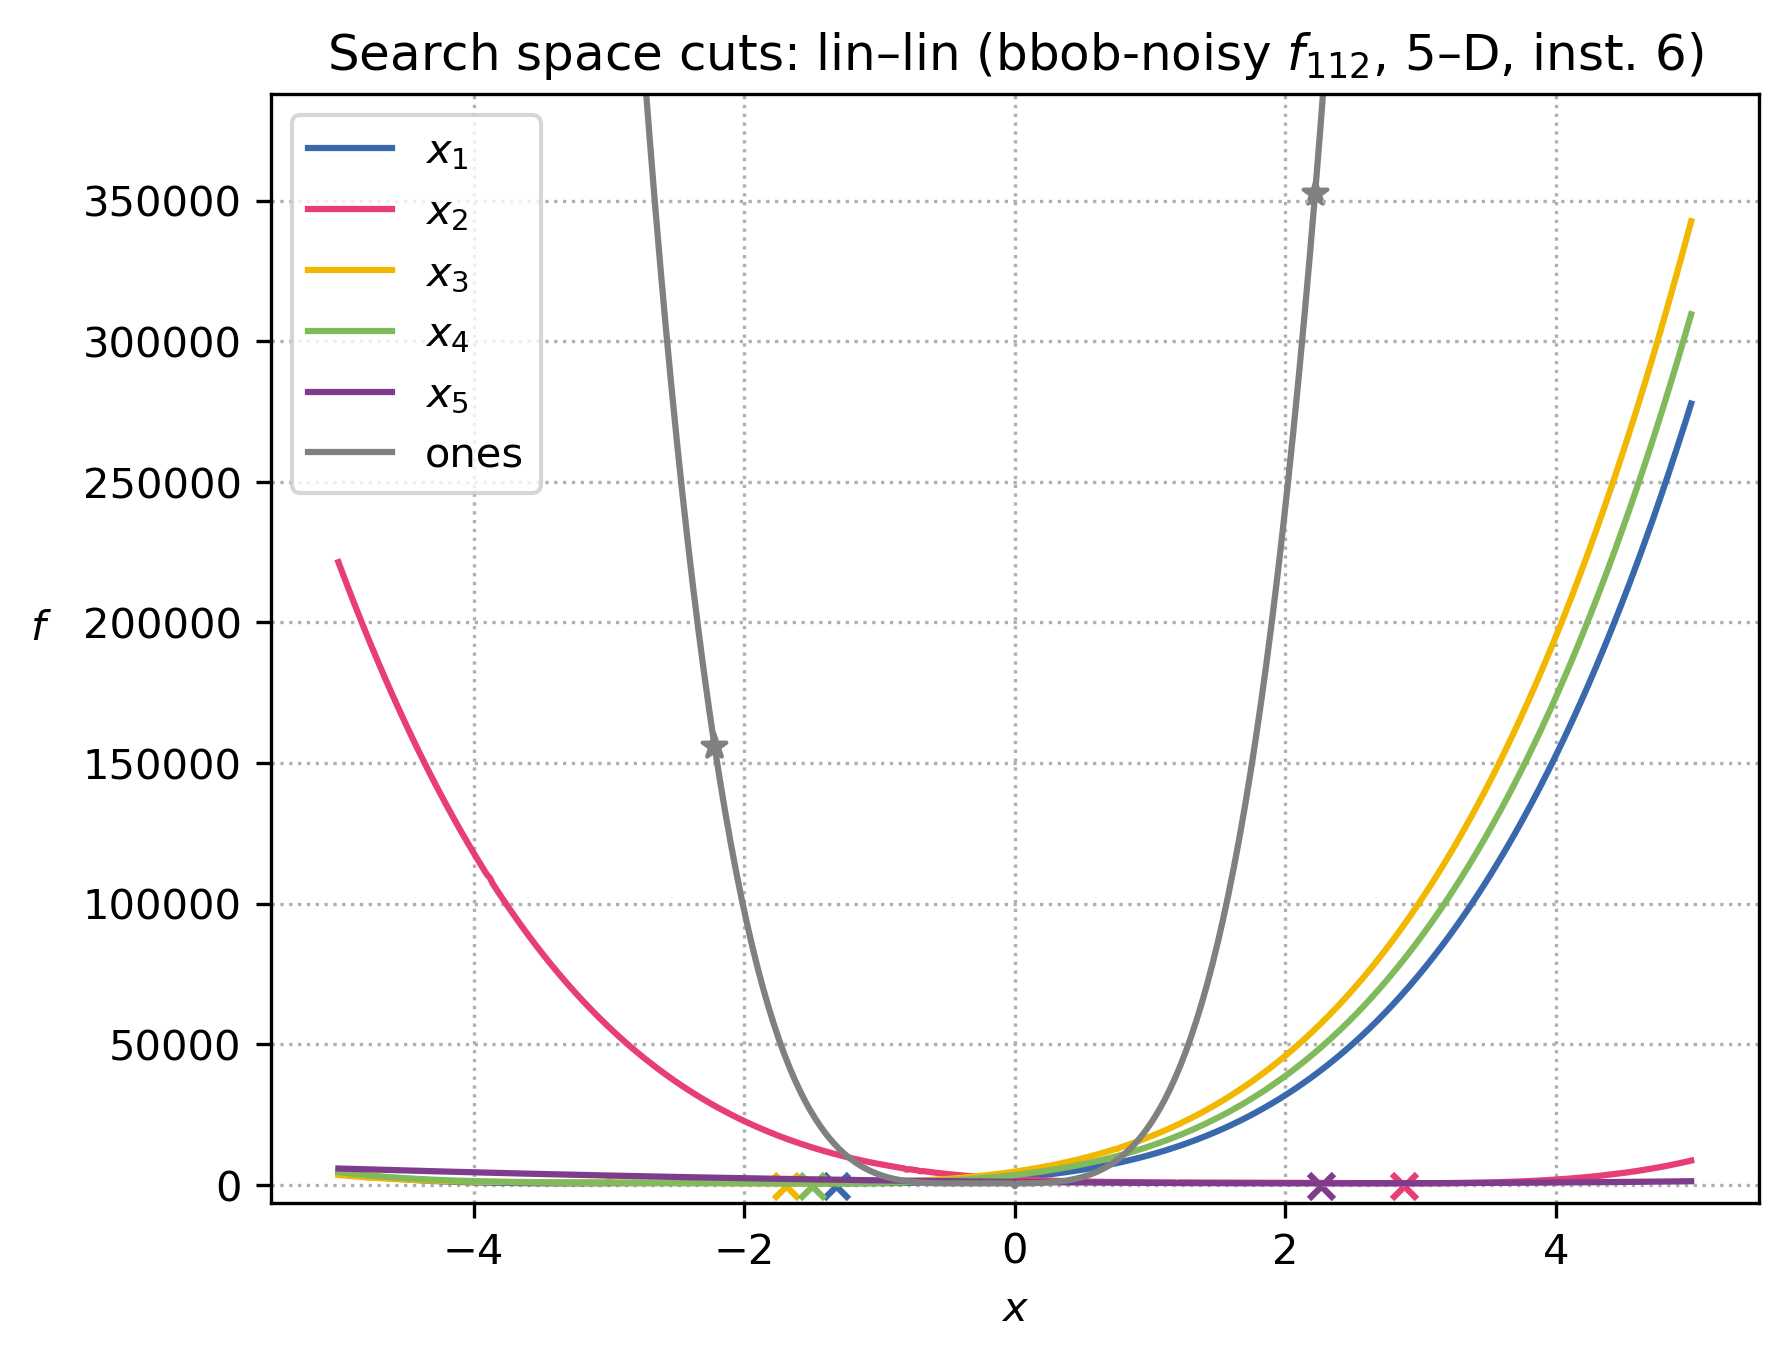 Search space cuts: lin–lin (bbob-noisy f₁₁₂, 5–D, inst. 6)
x₁
x₂
x₃
x₄
x₅
ones
350000
300000
250000
200000
150000
100000
50000
0
f
−4 −2 0 2 4
x